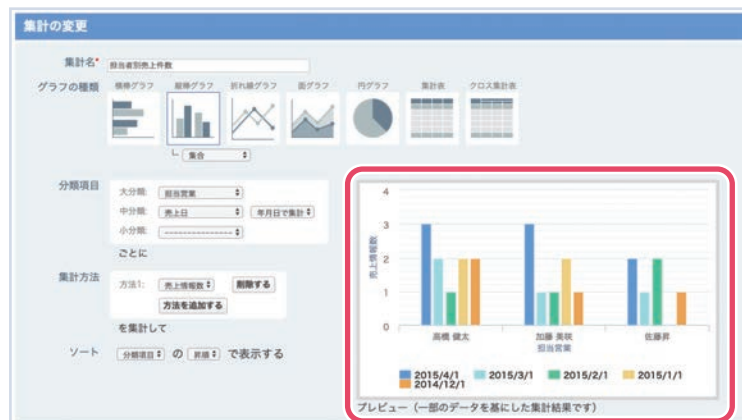 集計の変更
集計名* 担当者別売上件数
グラフの種類 横棒グラフ 縦棒グラフ 折れ線グラフ 面グラフ 円グラフ 集計表 クロス集計表
集合
分類項目 大分類: 担当営業
中分類: 売上日 年月日で集計
小分類: ----------------
ごとに
集計方法 方法1: 売上情報数 削除する
方法を追加する
を集計して
ソート 分類項目 の 昇順 で表示する
4
3
2
1
0
売上情報数
高橋 健太 加藤 美咲 佐藤昇
担当営業
2015/4/1 2015/3/1 2015/2/1 2015/1/1
2014/12/1
プレビュー（一部のデータを基にした集計結果です）